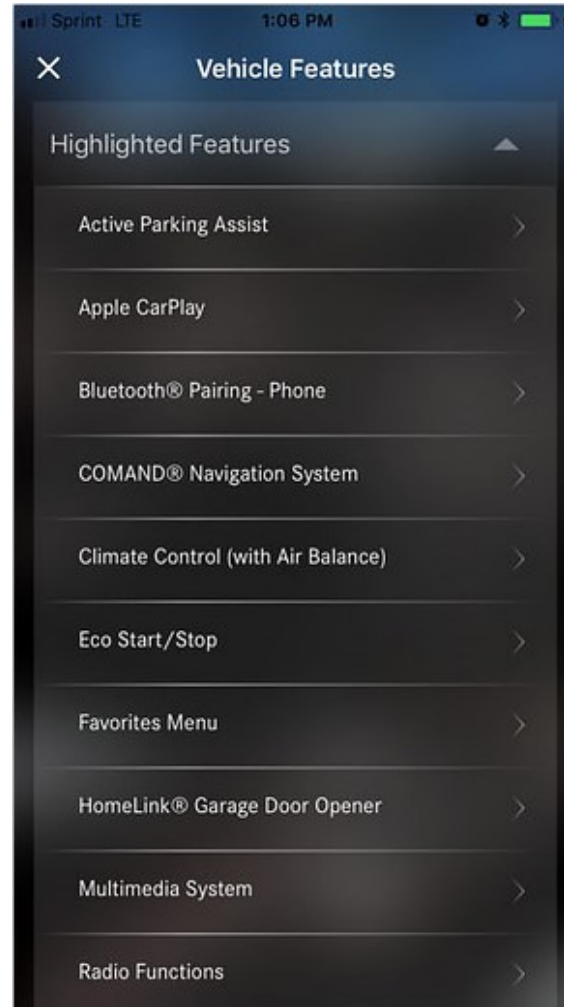 Sprint LTE 1:06 PM
Vehicle Features
Highlighted Features
Active Parking Assist
Apple CarPlay
Bluetooth® Pairing - Phone
COMAND® Navigation System
Climate Control (with Air Balance)
Eco Start/Stop
Favorites Menu
HomeLink® Garage Door Opener
Multimedia System
Radio Functions